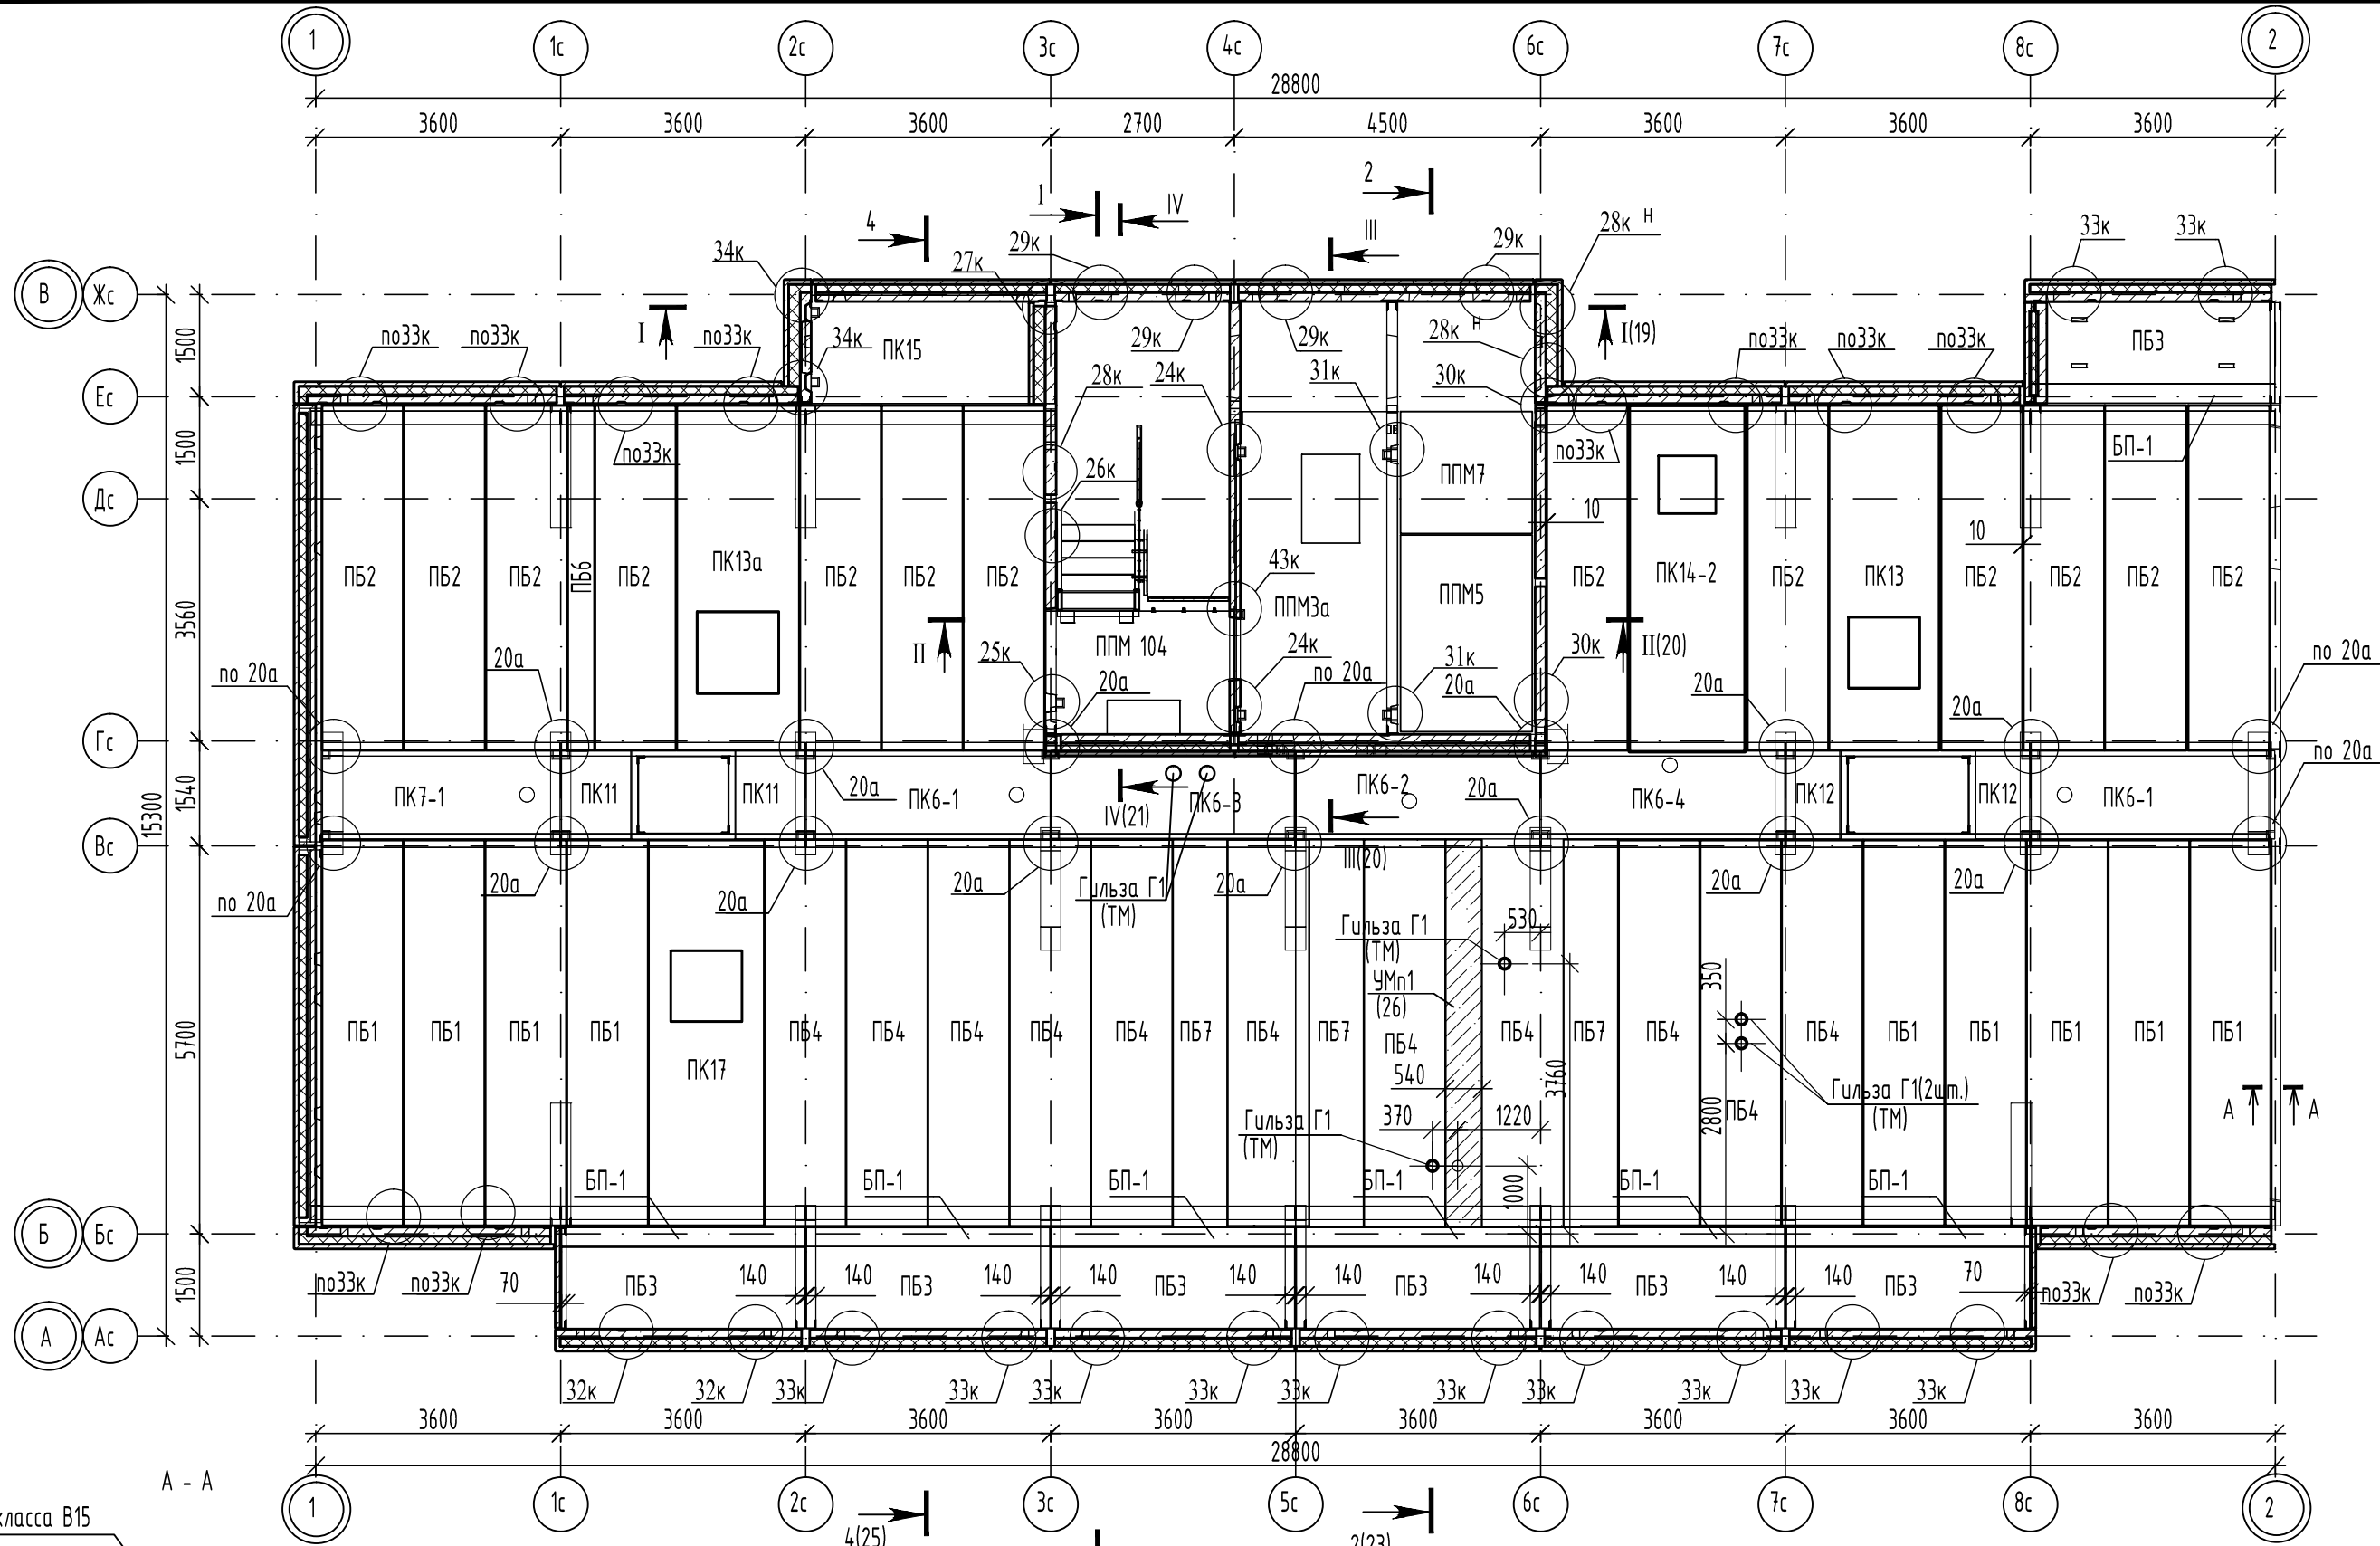 1 1с 2с 3с 4с 6с 7с 8с 2
28800
3600 3600 3600 2700 4500 3600 3600 3600
2
1 IV
4 III
34к 27к 29к 29к 28к н 33к 33к
В Жс
I I(19)
1500 по33к по33к по33к 34к ПК15 29к 29к 28к н по33к по33к по33к ПБ3
Ес
28к 24к 31к 30к
1500 по33к по33к БП-1
26к ППМ7
Дс
10 10
3560 ПБ2 ПБ2 ПБ2 ПБ6 ПБ2 ПК13а ПБ2 ПБ2 ПБ2 43к ППМ3а ППМ5 ПБ2 ПК14-2 ПБ2 ПК13 ПБ2 ПБ2 ПБ2 ПБ2
II ППМ 104 II(20)
по 20а 20а 25к 20а 24к по 20а 31к 20а 30к 20а 20а по 20а
Гс
по 20а
1540 15300 ПК7-1 ПК11 ПК11 20а ПК6-1 ПК6-3 ПК6-2 20а ПК6-4 ПК12 ПК12 ПК6-1
IV(21)
Вс
III(20)
по 20а 20а 20а 20а Гильза Г1 20а 20а 20а
(ТМ)
Гильза Г1 530
(ТМ)
УМп1 350
(26)
5700 ПБ1 ПБ1 ПБ1 ПБ1 ПК17 ПБ4 ПБ4 ПБ4 ПБ4 ПБ4 ПБ7 ПБ4 ПБ7 ПБ4 ПБ4 ПБ7 ПБ4 ПБ4 ПБ1 ПБ1 ПБ1 ПБ1 ПБ1
540 3760
Гильза Г1(2шт.)
(ТМ)
Гильза Г1 370 1220 2800 ПБ4 А А
(ТМ)
БП-1 БП-1 БП-1 БП-1 1000 БП-1 БП-1
Б Бс
1500 по33к по33к 70 ПБ3 140 140 ПБ3 140 140 ПБ3 140 140 ПБ3 140 140 ПБ3 140 140 ПБ3 70 по33к по33к
А Ас
32к 32к 33к 33к 33к 33к 33к 33к 33к 33к 33к 33к
3600 3600 3600 3600 3600 3600 3600 3600
28800
А - А
1 1с 2с 3с 5с 6с 7с 8с 2
класса В15
4(25) 2(23)